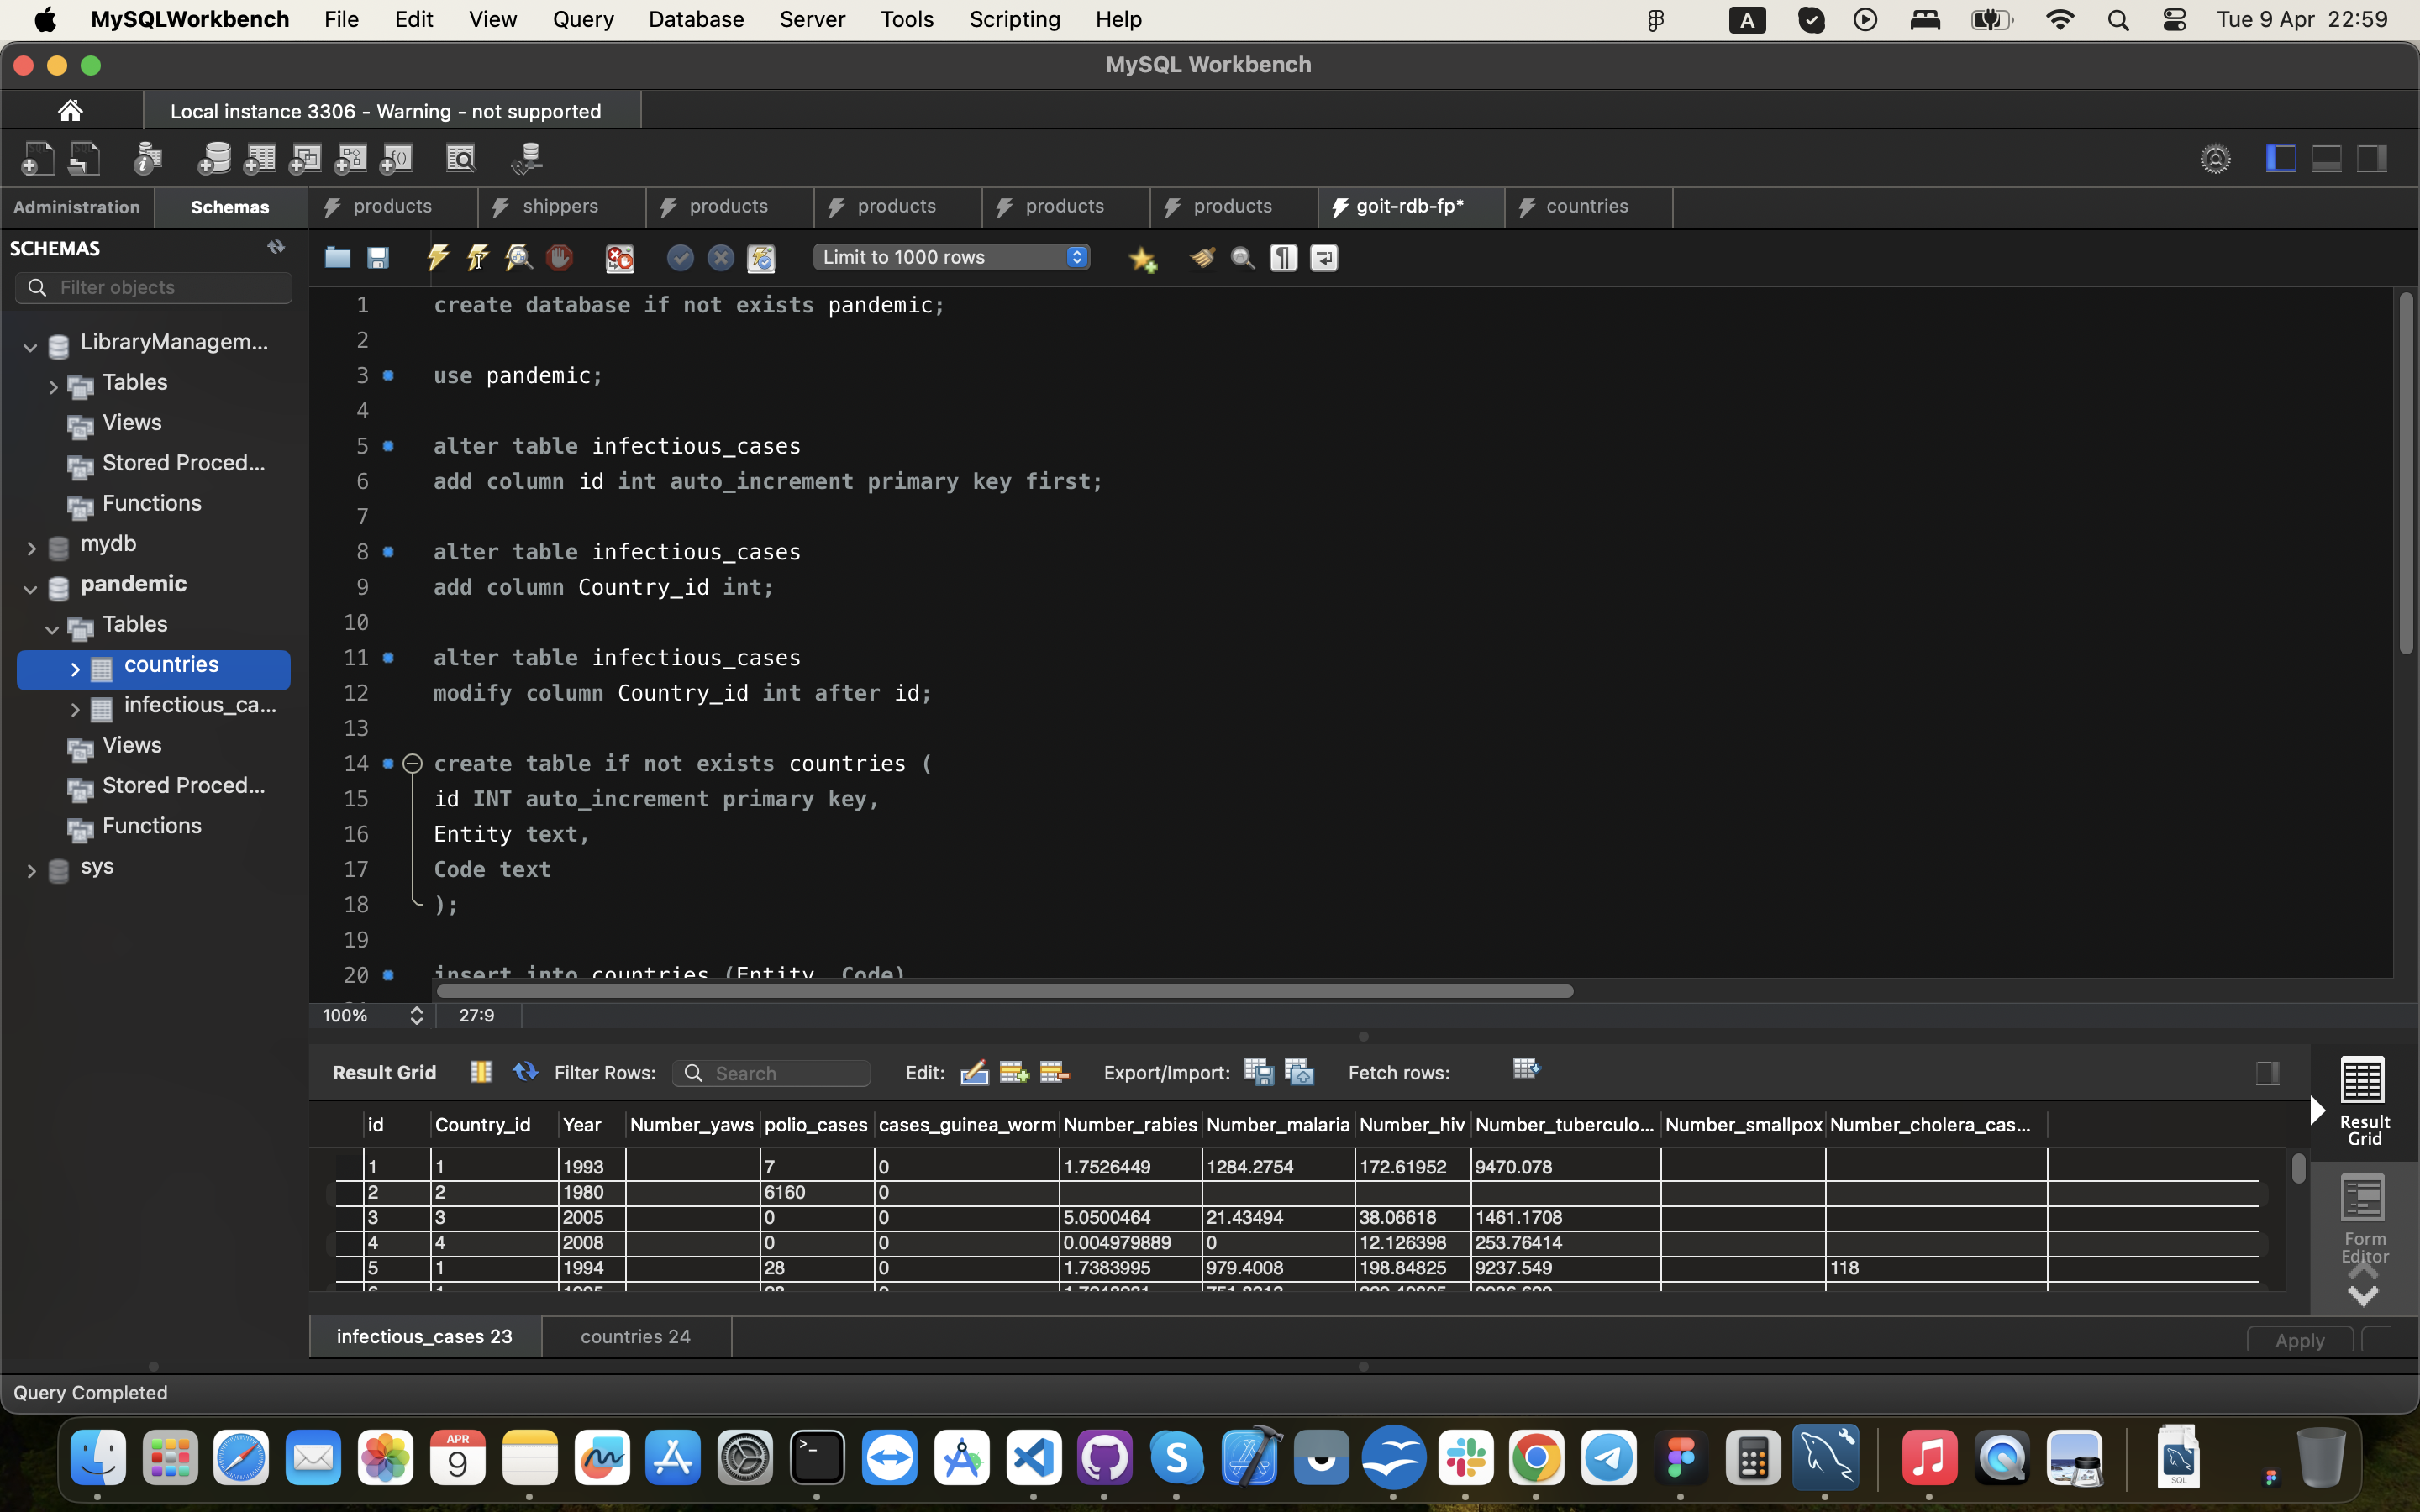 MySQLWorkbench File Edit View Query Database Server Tools Scripting Help A Tue 9 Apr 22:59
MySQL Workbench
Local instance 3306 - Warning - not supported
Administration Schemas products shippers products products products products goit-rdb-fp* countries
SCHEMAS
Limit to 1000 rows
Filter objects
LibraryManagem...
Tables
Views
Stored Proced...
Functions
mydb
pandemic
Tables
countries
infectious_ca...
Views
Stored Proced...
Functions
sys
1 create database if not exists pandemic;
2
3 use pandemic;
4
5 alter table infectious_cases
6 add column id int auto_increment primary key first;
7
8 alter table infectious_cases
9 add column Country_id int;
10
11 alter table infectious_cases
12 modify column Country_id int after id;
13
14 create table if not exists countries (
15 id INT auto_increment primary key,
16 Entity text,
17 Code text
18 );
19
20 insert into countries (Entity, Code)
100% 27:9
Result Grid Filter Rows: Search Edit: Export/Import: Fetch rows:
id Country_id Year Number_yaws polio_cases cases_guinea_worm Number_rabies Number_malaria Number_hiv Number_tuberculo... Number_smallpox Number_cholera_cas...
1 1 1993 7 0 1.7526449 1284.2754 172.61952 9470.078
2 2 1980 6160 0
3 3 2005 0 0 5.0500464 21.43494 38.06618 1461.1708
4 4 2008 0 0 0.004979889 0 12.126398 253.76414
5 1 1994 28 0 1.7383995 979.4008 198.84825 9237.549 118
Result
Grid
Form
Editor
infectious_cases 23 countries 24
Apply
Query Completed
APR
9
SQL